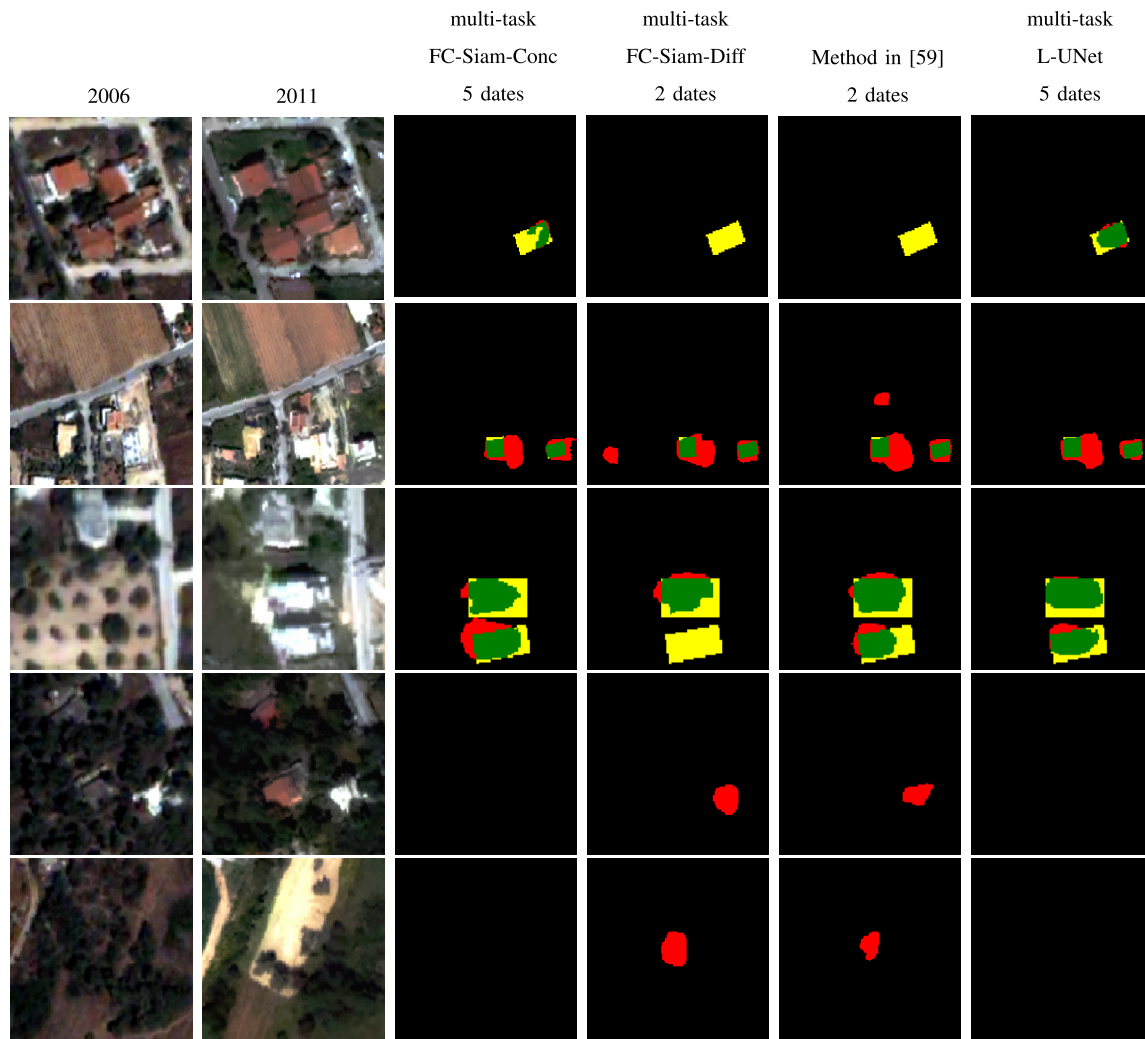 multi-task multi-task multi-task
FC-Siam-Conc FC-Siam-Diff Method in [59] L-UNet
2006 2011 5 dates 2 dates 2 dates 5 dates